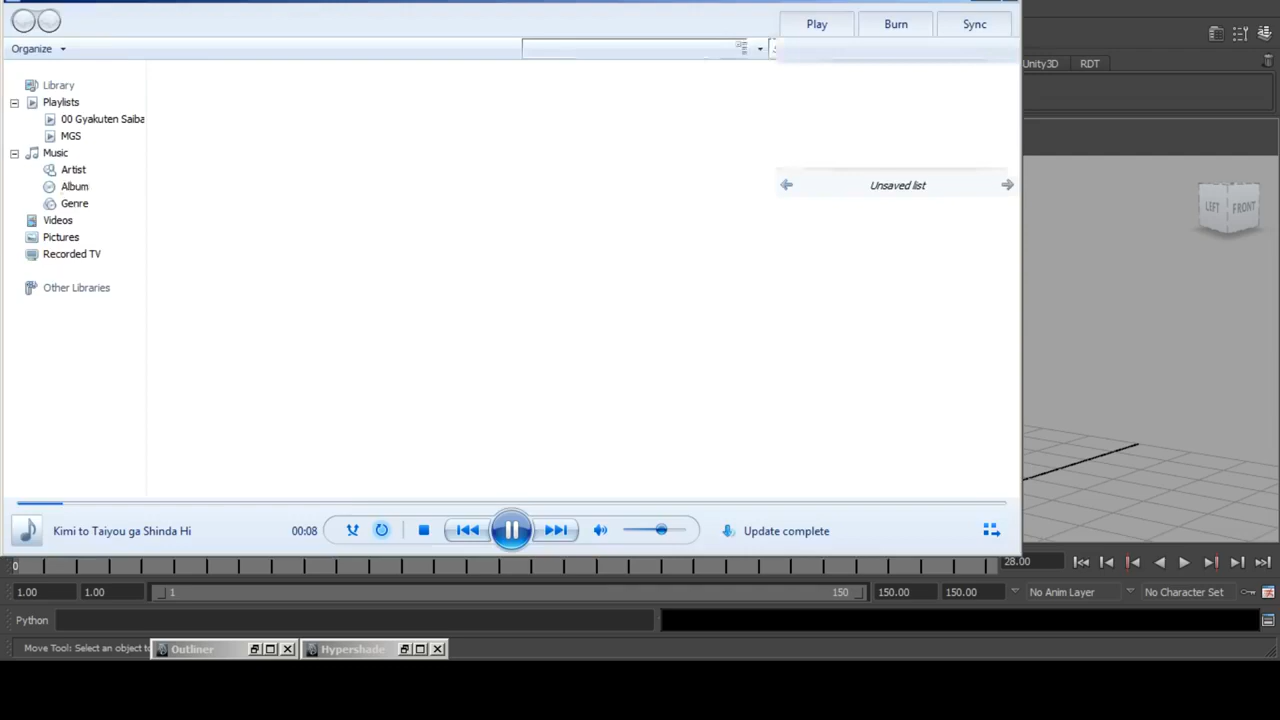 Play Burn Sync
Organize
Unity3D RDT
Library
Playlists
00 Gyakuten Saiba
MGS
Music
Artist
Album
Genre
Videos
Pictures
Recorded TV
Other Libraries
Unsaved list
LEFT FRONT
Kimi to Taiyou ga Shinda Hi 00:08 Update complete
0 28.00
1.00 1.00 1 150 150.00 150.00 No Anim Layer No Character Set
Python
Move Tool: Select an object to Outliner Hypershade